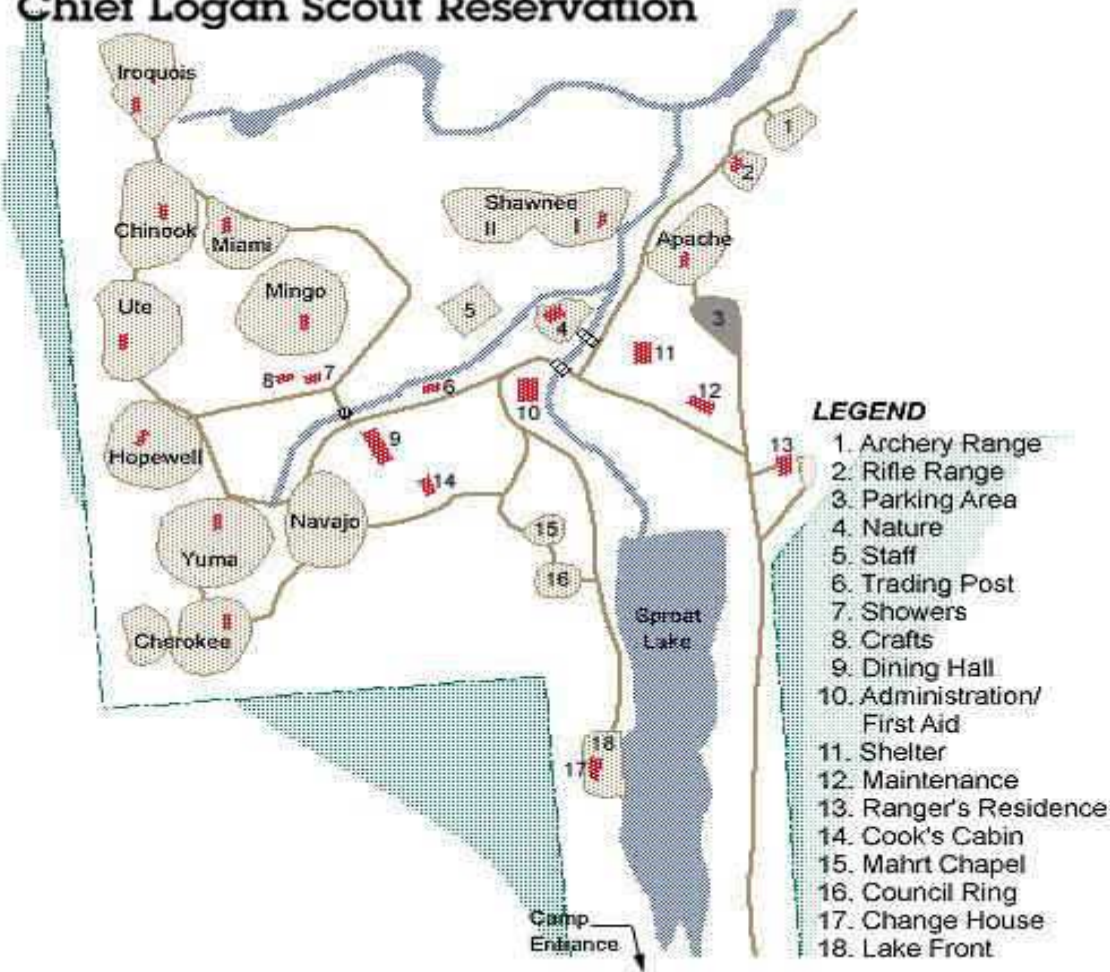 Chief Logan Scout Reservation
Iroquois
1
2
Chinook
Miami
Shawnee
II I
Apache
Ute
Mingo
5
4
3
11
8 7
6
12
10
Hopewell
9
13
14
Navajo
15
Yuma
16
Cherokee
Sproat
Lake
18
17
Camp
Entrance
LEGEND
1. Archery Range
2. Rifle Range
3. Parking Area
4. Nature
5. Staff
6. Trading Post
7. Showers
8. Crafts
9. Dining Hall
10. Administration/
First Aid
11. Shelter
12. Maintenance
13. Ranger's Residence
14. Cook's Cabin
15. Mahrt Chapel
16. Council Ring
17. Change House
18. Lake Front